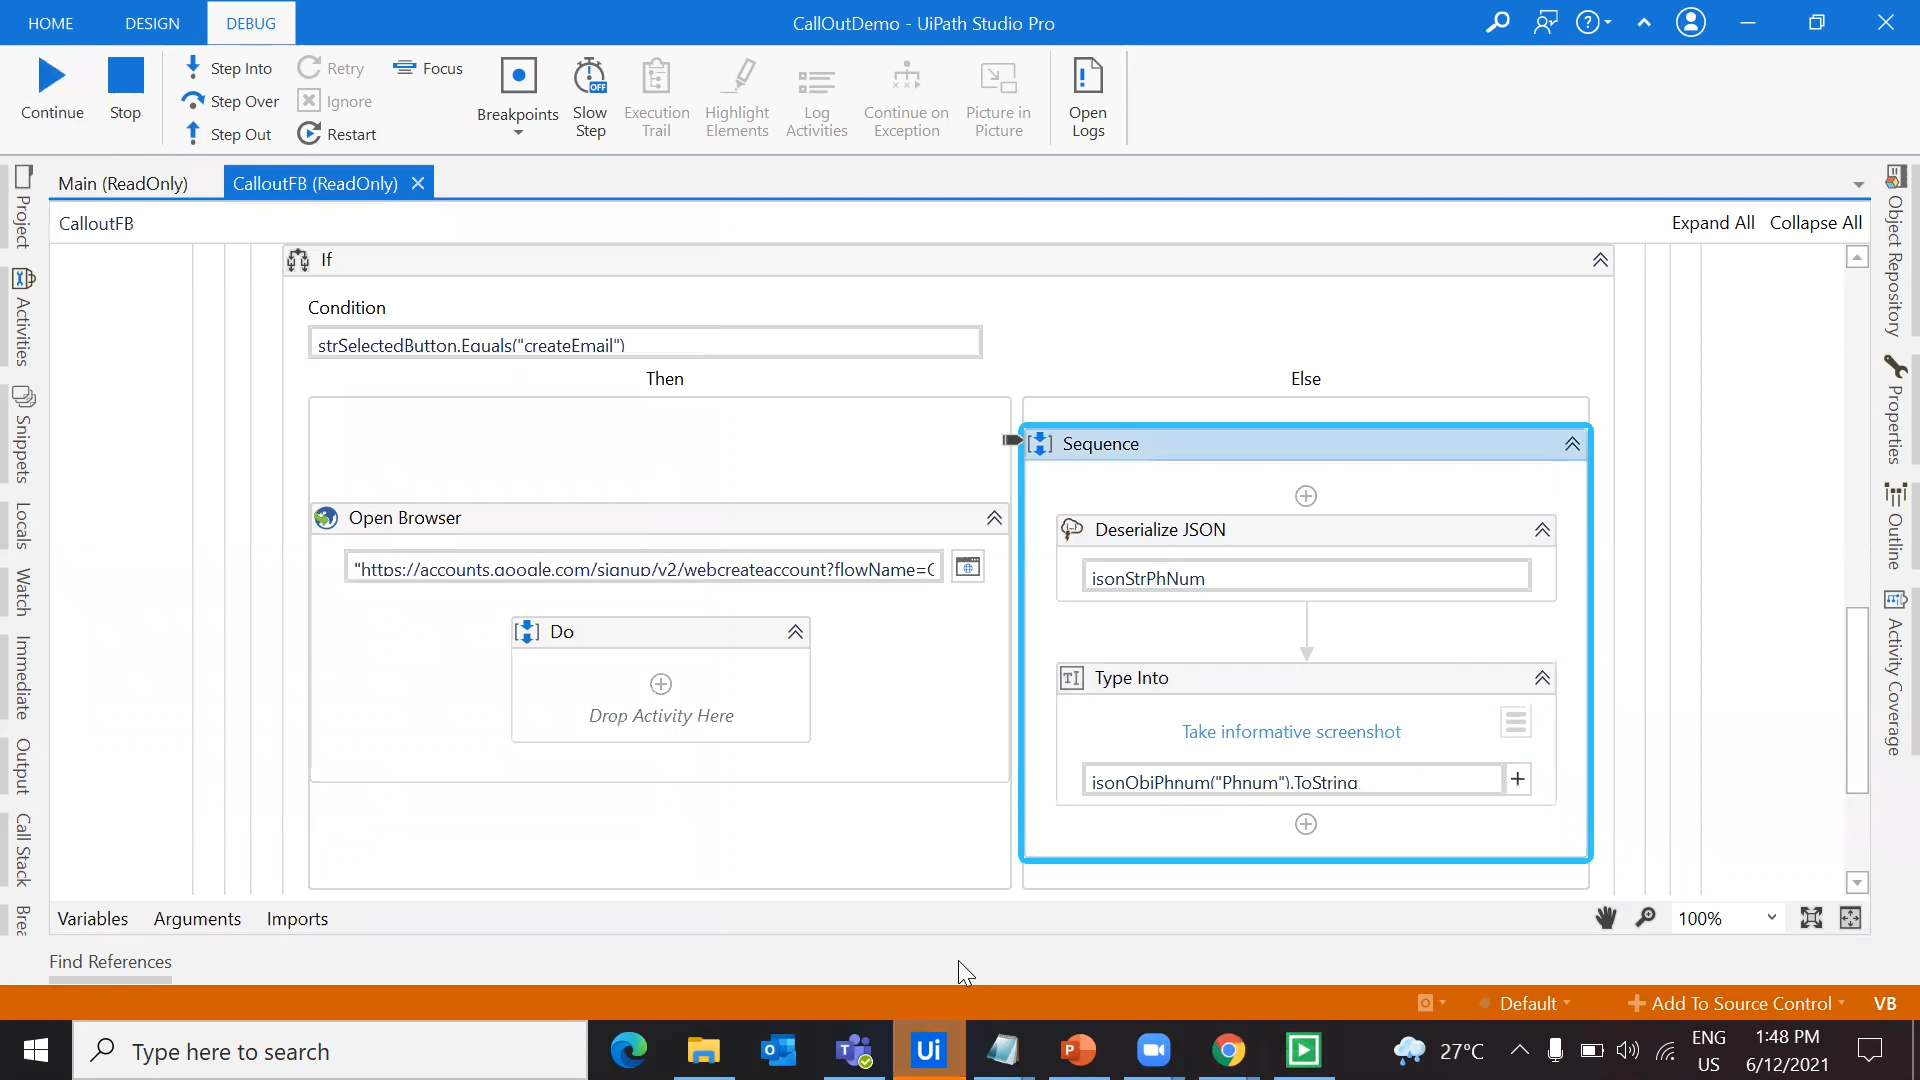 HOME DESIGN DEBUG CallOutDemo - UiPath Studio Pro
Continue Stop
Step Into
Step Over
Step Out
Retry
Ignore
Restart
Focus
Breakpoints
Slow
Step
OFF
Execution
Trail
Highlight
Elements
Log
Activities
Continue on
Exception
Picture in
Picture
Open
Logs
Main (ReadOnly) CalloutFB (ReadOnly)
CalloutFB Expand All Collapse All
Project
Activities
Snippets
Locals
Watch
Immediate
Output
Call Stack
Brea
If
Condition
strSelectedButton.Equals("createEmail")
Then Else
Open Browser
"https://accounts.google.com/signup/v2/webcreateaccount?flowName=G
Do
Drop Activity Here
Sequence
Deserialize JSON
jsonStrPhNum
TI Type Into
Take informative screenshot
jsonObjPhnum("Phnum").ToString
Object Repository
Properties
Outline
Activity Coverage
Variables Arguments Imports 100%
Find References
Default Add To Source Control VB
Type here to search
Ui
27°C
ENG
US
1:48 PM
6/12/2021